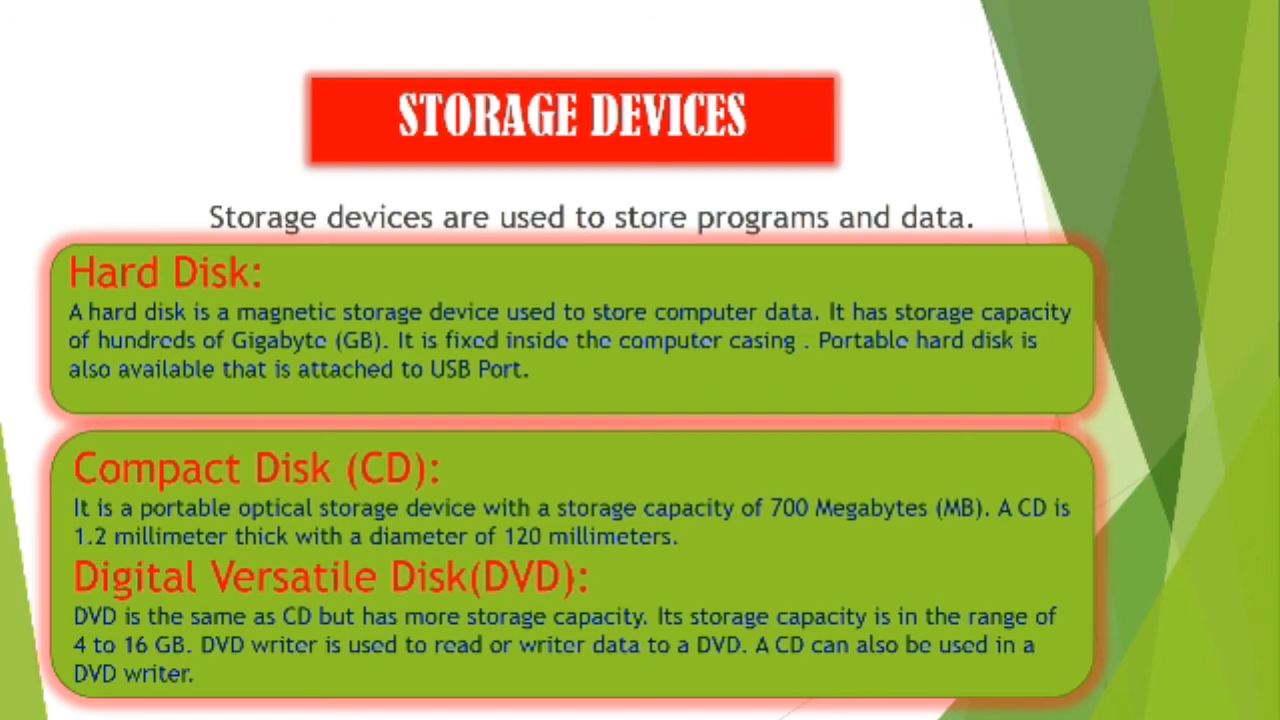 STORAGE DEVICES
Storage devices are used to store programs and data.
Hard Disk:
A hard disk is a magnetic storage device used to store computer data. It has storage capacity
of hundreds of Gigabyte (GB). It is fixed inside the computer casing . Portable hard disk is
also available that is attached to USB Port.
Compact Disk (CD):
It is a portable optical storage device with a storage capacity of 700 Megabytes (MB). A CD is
1.2 millimeter thick with a diameter of 120 millimeters.
Digital Versatile Disk(DVD):
DVD is the same as CD but has more storage capacity. Its storage capacity is in the range of
4 to 16 GB. DVD writer is used to read or writer data to a DVD. A CD can also be used in a
DVD writer.